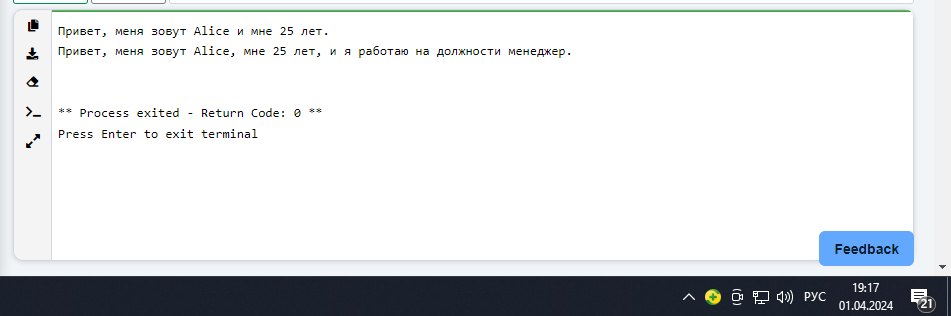 Привет, меня зовут Alice и мне 25 лет.
Привет, меня зовут Alice, мне 25 лет, и я работаю на должности менеджер.
** Process exited - Return Code: 0 **
Press Enter to exit terminal
Feedback
РУС
19:17
01.04.2024
21